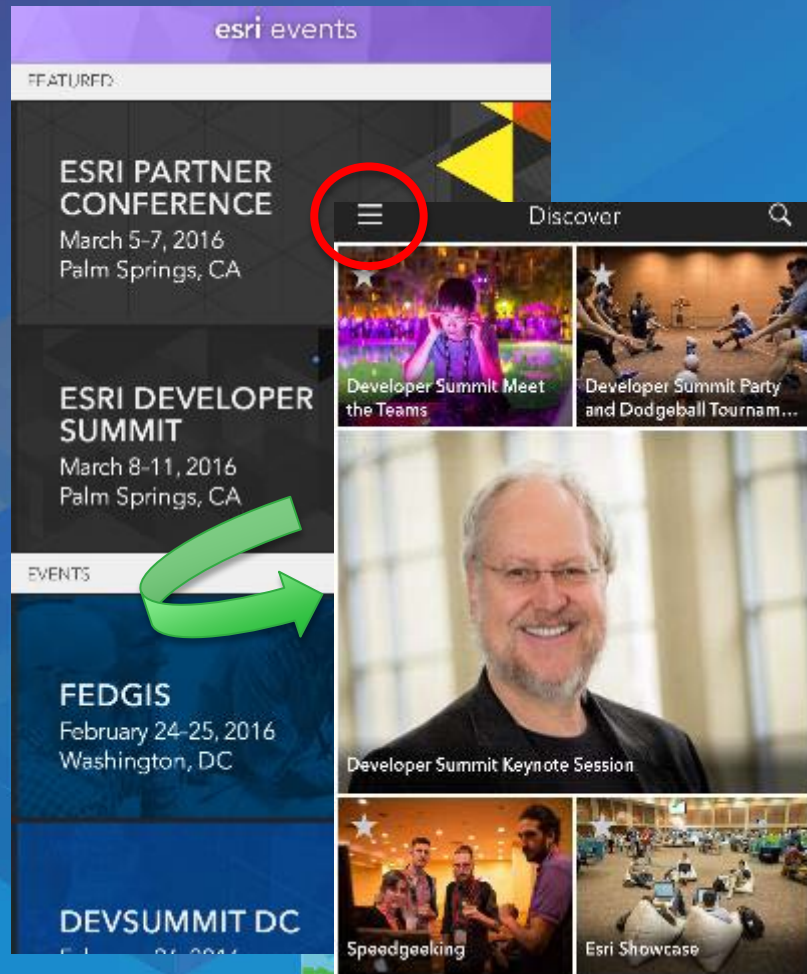 esri events
FEATURED
ESRI PARTNER
CONFERENCE
March 5-7, 2016
Palm Springs, CA
ESRI DEVELOPER
SUMMIT
March 8-11, 2016
Palm Springs, CA
EVENTS
FEDGIS
February 24-25, 2016
Washington, DC
DEVSUMMIT DC
Discover
Developer Summit Meet
the Teams
Developer Summit Party
and Dodgeball Tournam...
Developer Summit Keynote Session
Speedgeeking
Esri Showcase